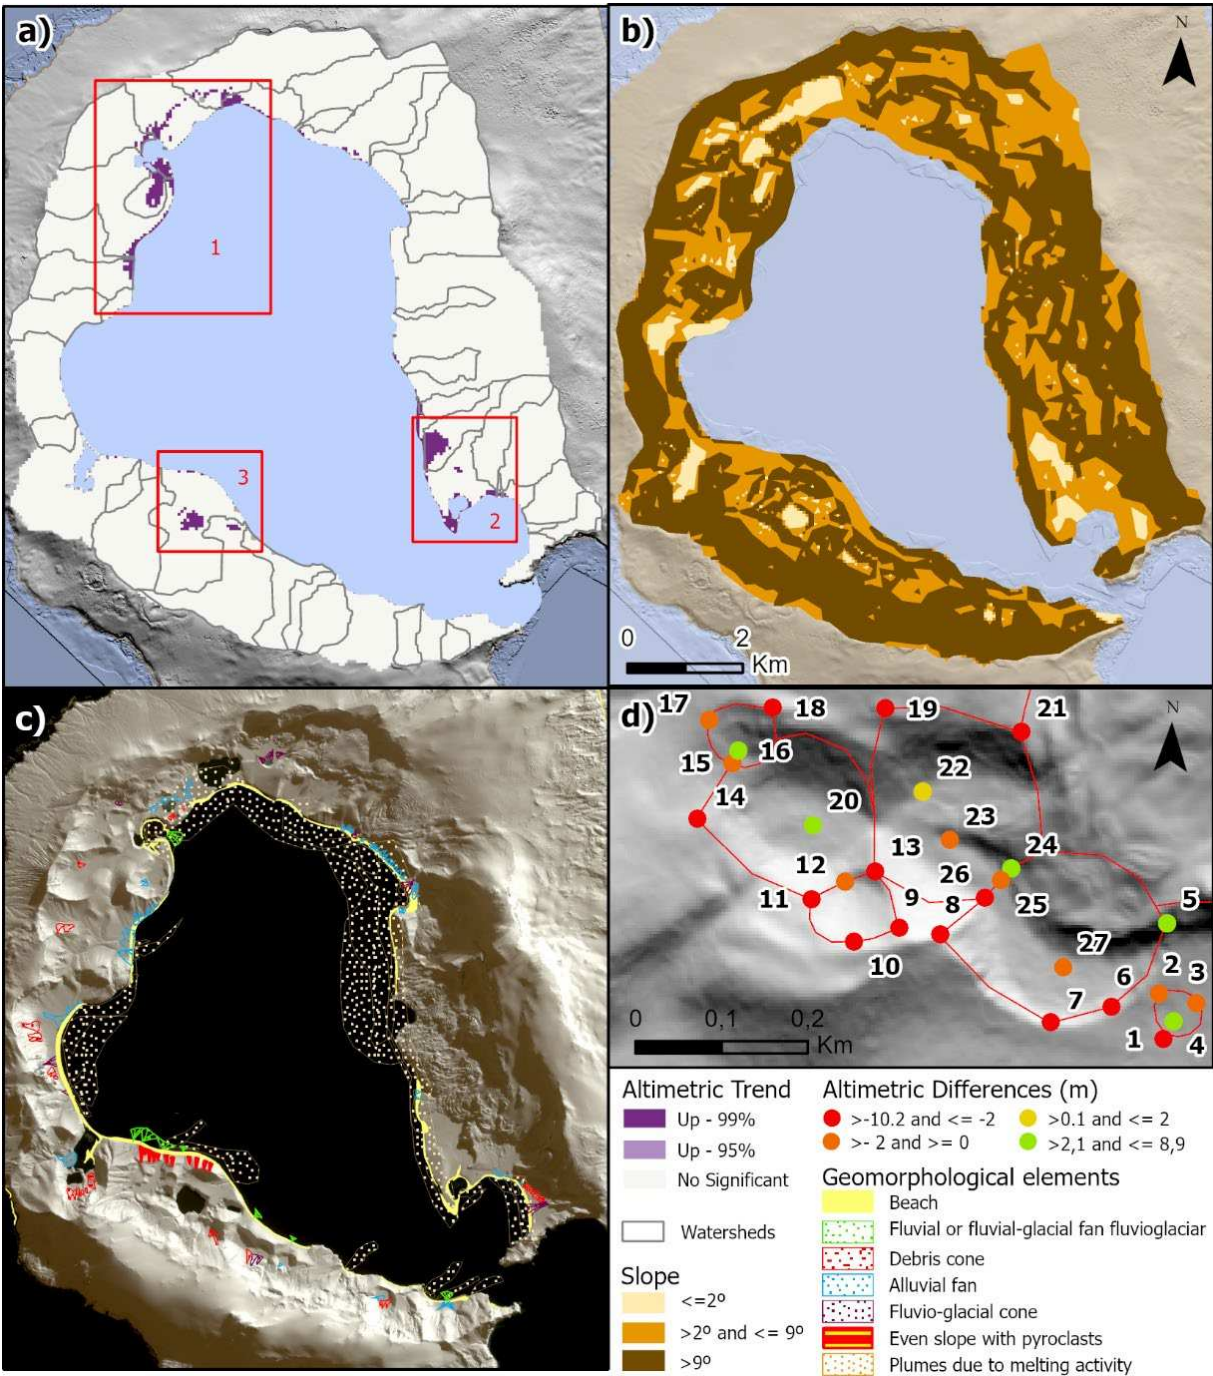 a)
1
3
2
b)
N
0 2
Km
c)
d)
N
17 18 19 21
15 16 22
14 20 23
12 13 24
26
11 9 8 25 5
10 27 2 3
7 6
1 4
0 0,1 0,2
Km
Altimetric Trend
Up - 99%
Up - 95%
No Significant
Watersheds
Slope
<=2º
>2º and <= 9º
>9º
Altimetric Differences (m)
>-10.2 and <= -2
>- 2 and >= 0
>0.1 and <= 2
>2,1 and <= 8,9
Geomorphological elements
Beach
Fluvial or fluvial-glacial fan fluvioglaciar
Debris cone
Alluvial fan
Fluvio-glacial cone
Even slope with pyroclasts
Plumes due to melting activity